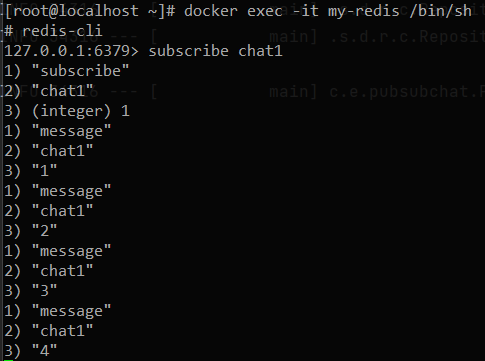 [root@localhost ~]# docker exec -it my-redis /bin/sh
# redis-cli
127.0.0.1:6379> subscribe chat1
1) "subscribe"
2) "chat1"
3) (integer) 1
1) "message"
2) "chat1"
3) "1"
1) "message"
2) "chat1"
3) "2"
1) "message"
2) "chat1"
3) "3"
1) "message"
2) "chat1"
3) "4"